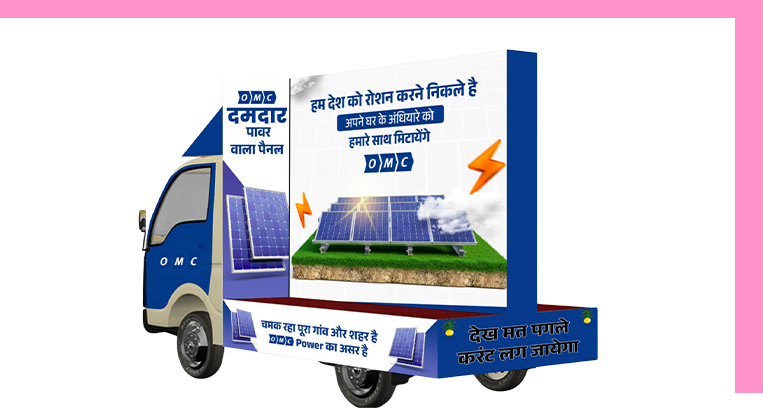 OMC
दमदार
पावर
वाला पैनल
हम देश को रोशन करने निकले है
अपने घर के अंधियारे को
हमारे साथ मिटायेंगे
OMC
OMC
चमक रहा पूरा गांव और शहर है
OMC Power का असर है
देख मत पगले
करंट लग जायेगा